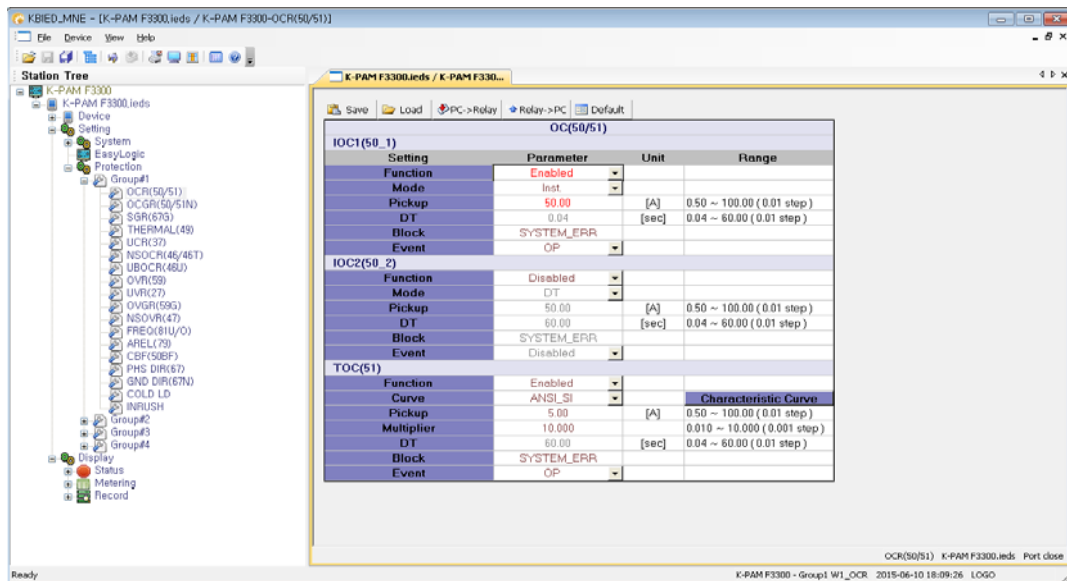 KBIED_MNE - [K-PAM F3300.ieds / K-PAM F3300-OCR(50/51)]
File Device View Help
Station Tree
K-PAM F3300
K-PAM F3300.ieds
Device
Setting
System
EasyLogic
Protection
Group#1
OCR(50/51)
OCGR(50/51N)
SGR(67G)
THERMAL(49)
UCR(37)
NSOCR(46/46T)
UBOCR(46U)
OVR(59)
UVR(27)
OVGR(59G)
NSOVR(47)
FREQ(81U/O)
AREL(79)
CBF(50BF)
PHS DIR(67)
GND DIR(67N)
COLD LD
INRUSH
Group#2
Group#3
Group#4
Display
Status
Metering
Record
K-PAM F3300.ieds / K-PAM F330...
Save Load PC->Relay Relay->PC Default
OC(50/51)
IOC1(50_1)
Setting Parameter Unit Range
Function Enabled
Mode Inst.
Pickup 50.00 [A] 0.50 ~ 100.00 ( 0.01 step )
DT 0.04 [sec] 0.04 ~ 60.00 ( 0.01 step )
Block SYSTEM_ERR
Event OP
IOC2(50_2)
Function Disabled
Mode DT
Pickup 50.00 [A] 0.50 ~ 100.00 ( 0.01 step )
DT 60.00 [sec] 0.04 ~ 60.00 ( 0.01 step )
Block SYSTEM_ERR
Event Disabled
TOC(51)
Function Enabled
Curve ANSI_SI Characteristic Curve
Pickup 5.00 [A] 0.50 ~ 100.00 ( 0.01 step )
Multiplier 10.000 0.010 ~ 10.000 ( 0.001 step )
DT 60.00 [sec] 0.04 ~ 60.00 ( 0.01 step )
Block SYSTEM_ERR
Event OP
OCR(50/51) K-PAM F3300.ieds Port close
Ready K-PAM F3300 - Group1 W1_OCR 2015-06-10 18:09:26 LOGO